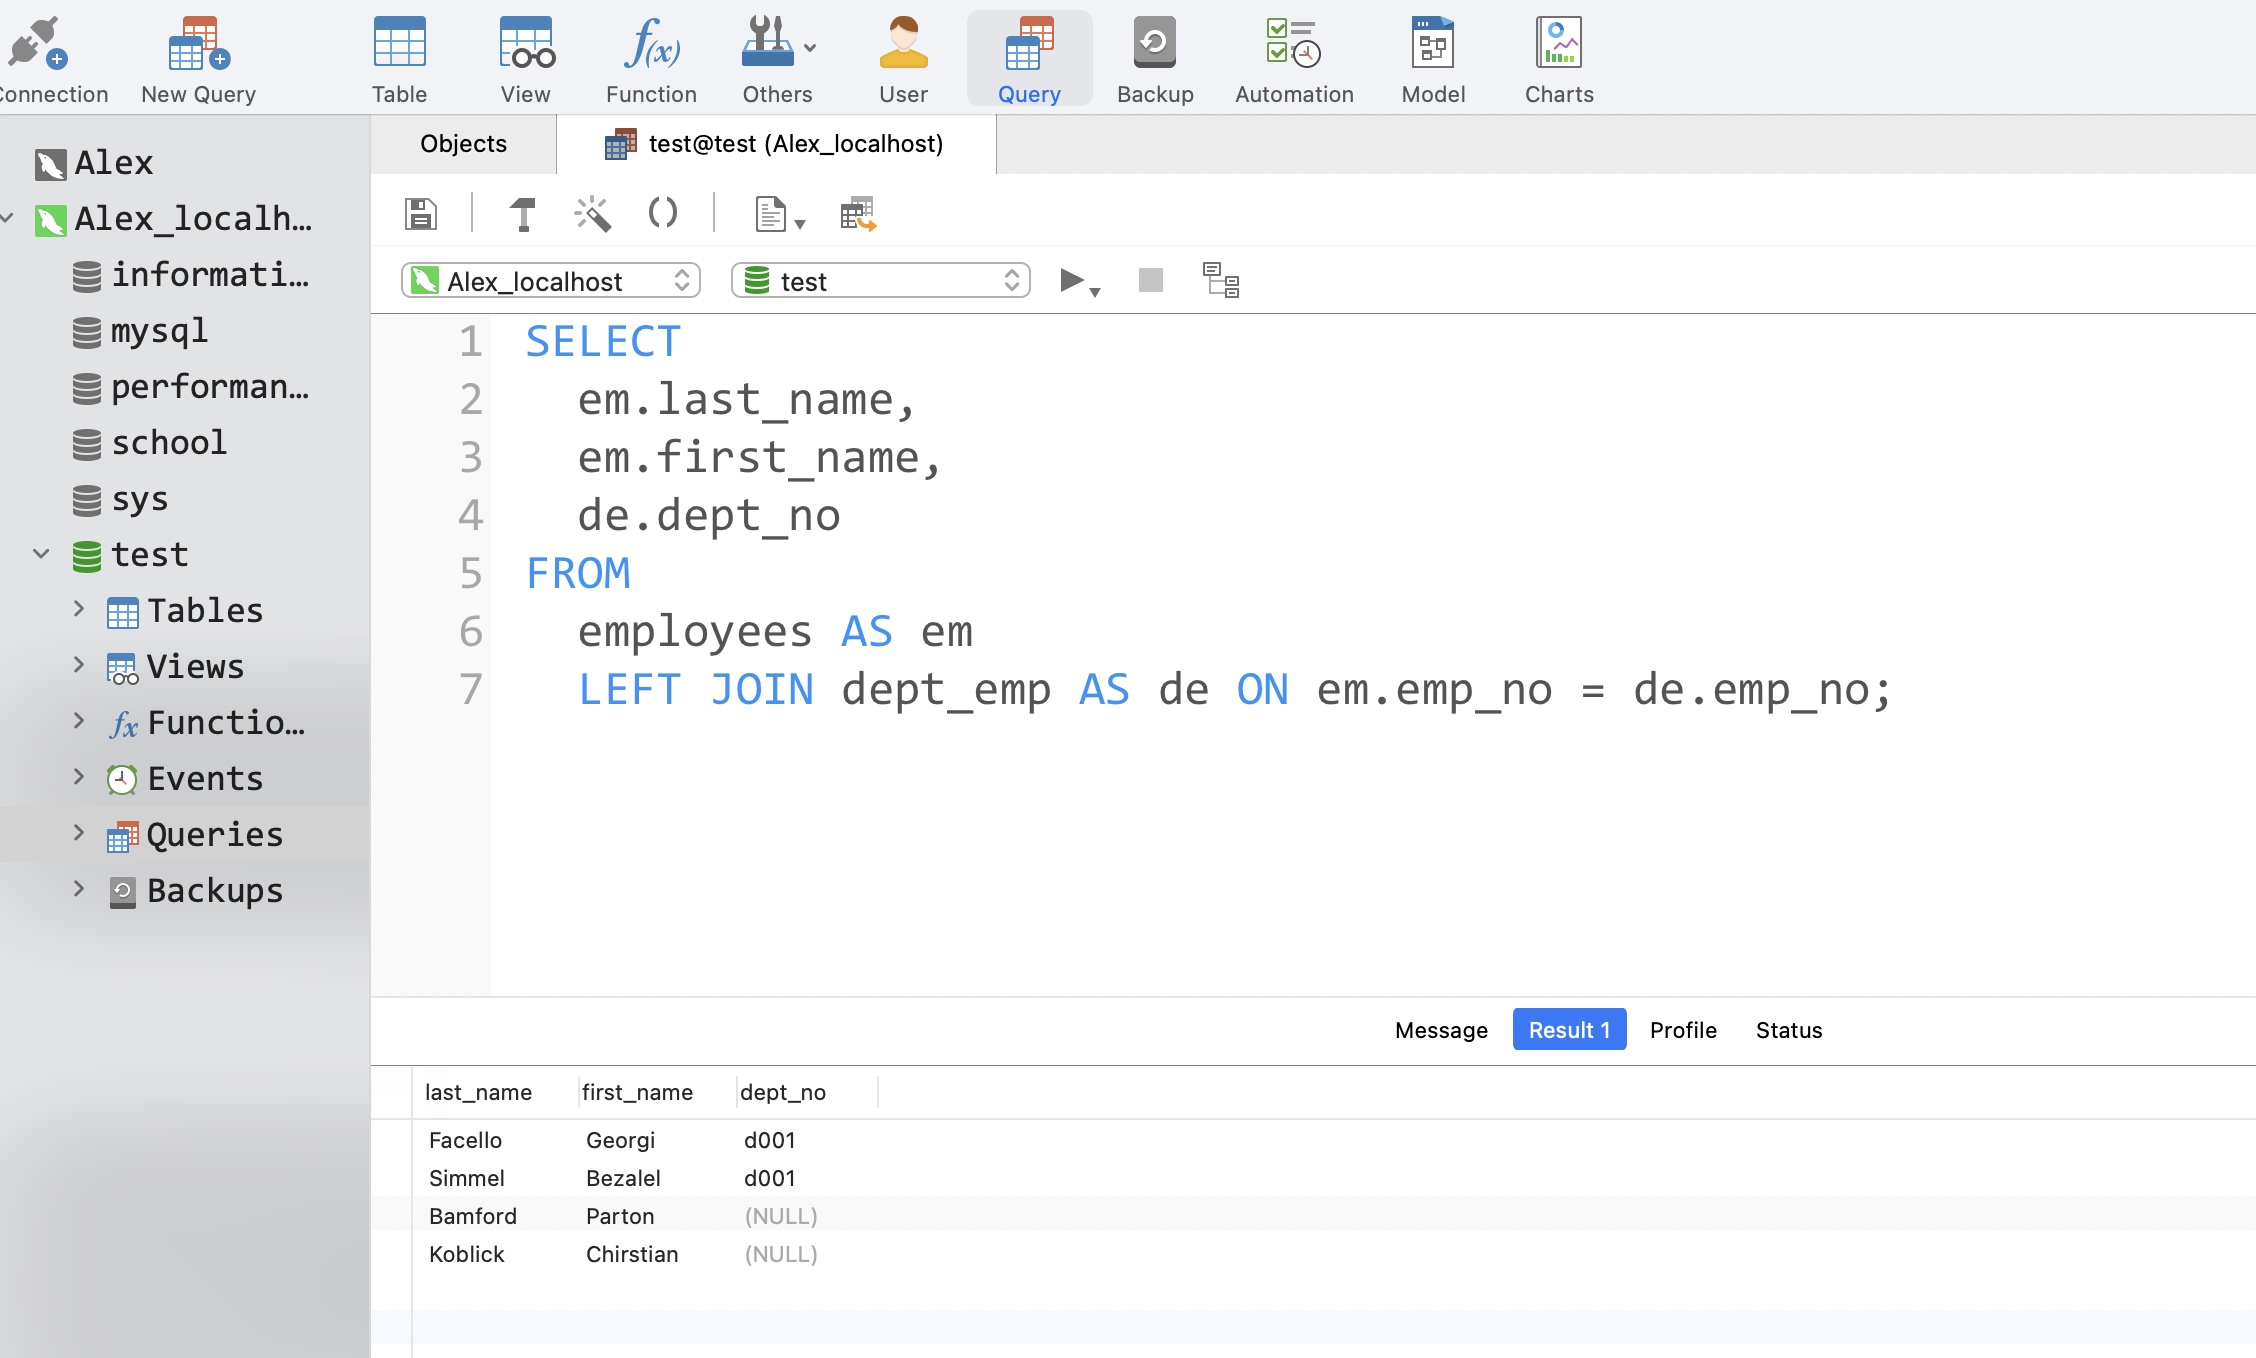 onnection New Query Table View Function Others User Query Backup Automation Model Charts
Objects test@test (Alex_localhost)
Alex
Alex_localh...
informati...
mysql
performan...
school
sys
test
Tables
Views
Functio...
Events
Queries
Backups
Alex_localhost test
1 SELECT
2 em.last_name,
3 em.first_name,
4 de.dept_no
5 FROM
6 employees AS em
7 LEFT JOIN dept_emp AS de ON em.emp_no = de.emp_no;
Message Result 1 Profile Status
last_name first_name dept_no
Facello Georgi d001
Simmel Bezalel d001
Bamford Parton (NULL)
Koblick Chirstian (NULL)